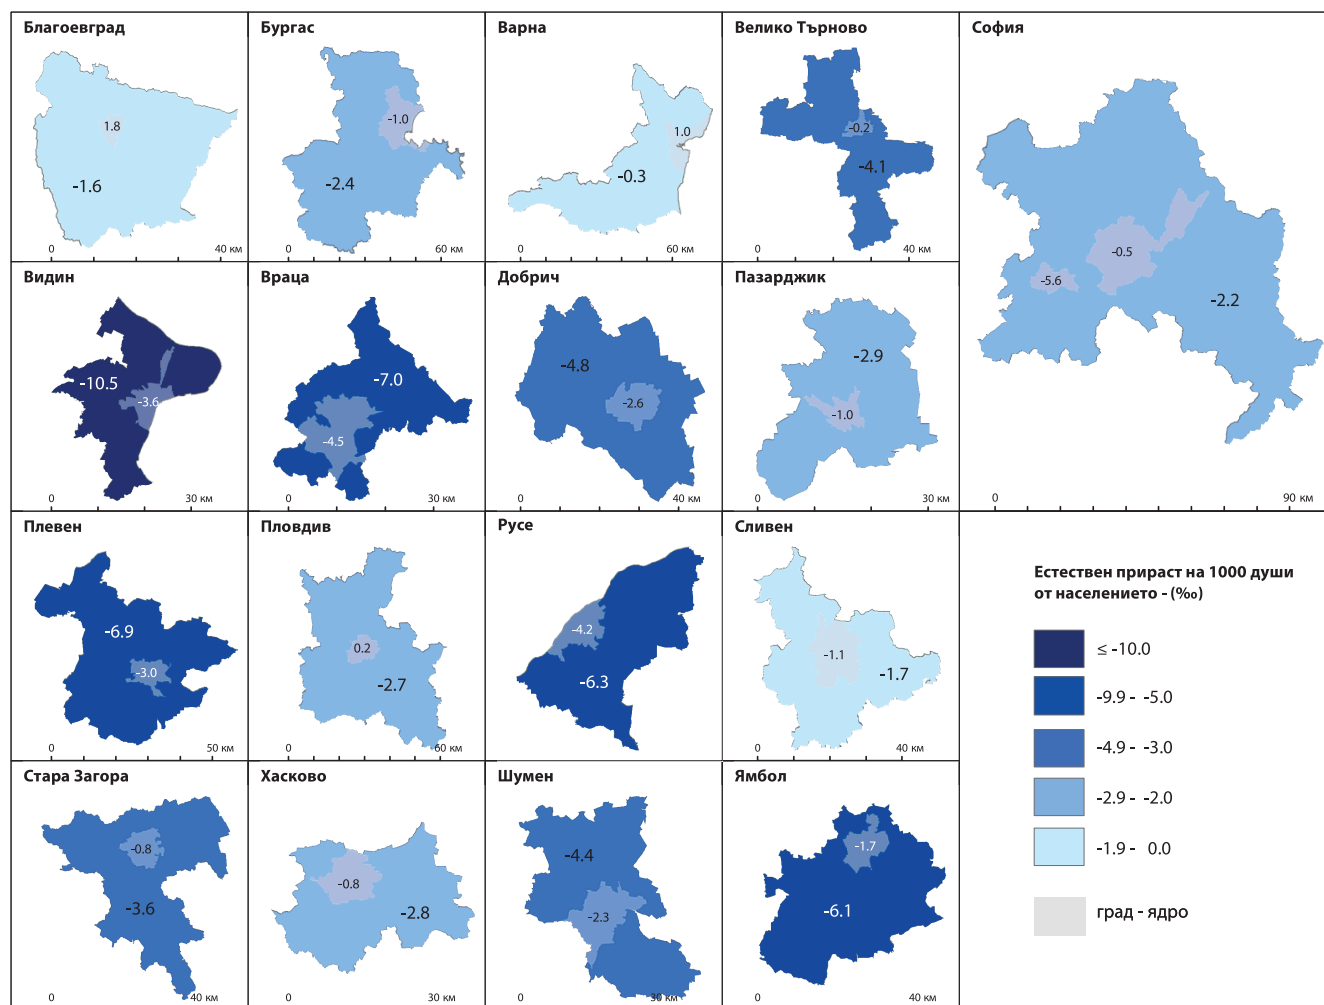 Благоевград
1.8
-1.6
0
40 км
Бургас
-1.0
-2.4
0
60 км
Варна
1.0
-0.3
0
60 км
Велико Търново
-0.2
-4.1
0
40 км
София
-0.5
-5.6
-2.2
0
90 км
Видин
-10.5
-3.6
0
30 км
Враца
-7.0
-4.5
0
30 км
Добрич
-4.8
-2.6
0
40 км
Пазарджик
-2.9
-1.0
0
30 км
Плевен
-6.9
-3.0
0
50 км
Пловдив
0.2
-2.7
0
60 км
Русе
-4.2
-6.3
0
Сливен
-1.1
-1.7
0
40 км
Стара Загора
-0.8
-3.6
0
40 км
Хасково
-0.8
-2.8
0
30 км
Шумен
-4.4
-2.3
0
30 км
Ямбол
-1.7
-6.1
0
40 км
Естествен прираст на 1000 души
от населението - (‰)
≤ -10.0
-9.9 - -5.0
-4.9 - -3.0
-2.9 - -2.0
-1.9 - 0.0
град - ядро